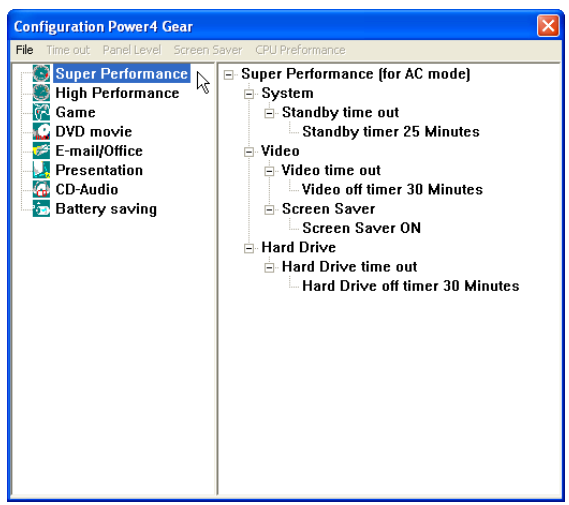 Configuration Power4 Gear
File Time out Panel Level Screen Saver CPU Preformance
Super Performance
High Performance
Game
DVD movie
E-mail/Office
Presentation
CD-Audio
Battery saving
Super Performance (for AC mode)
System
Standby time out
Standby timer 25 Minutes
Video
Video time out
Video off timer 30 Minutes
Screen Saver
Screen Saver ON
Hard Drive
Hard Drive time out
Hard Drive off timer 30 Minutes